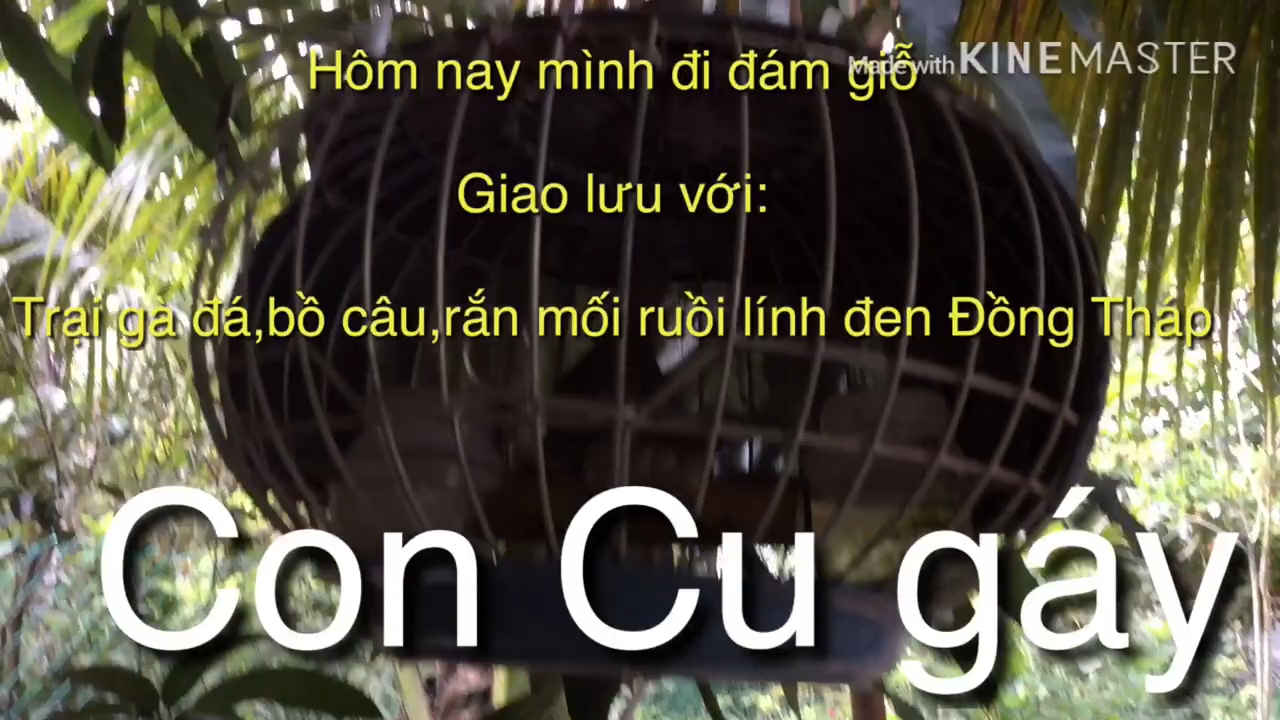 Hôm nay mình đi đám giỗ
Made with KINEMASTER
Giao lưu với:
Trại gà đá,bồ câu,rắn mối ruồi lính đen Đồng Tháp
Con Cu gáy